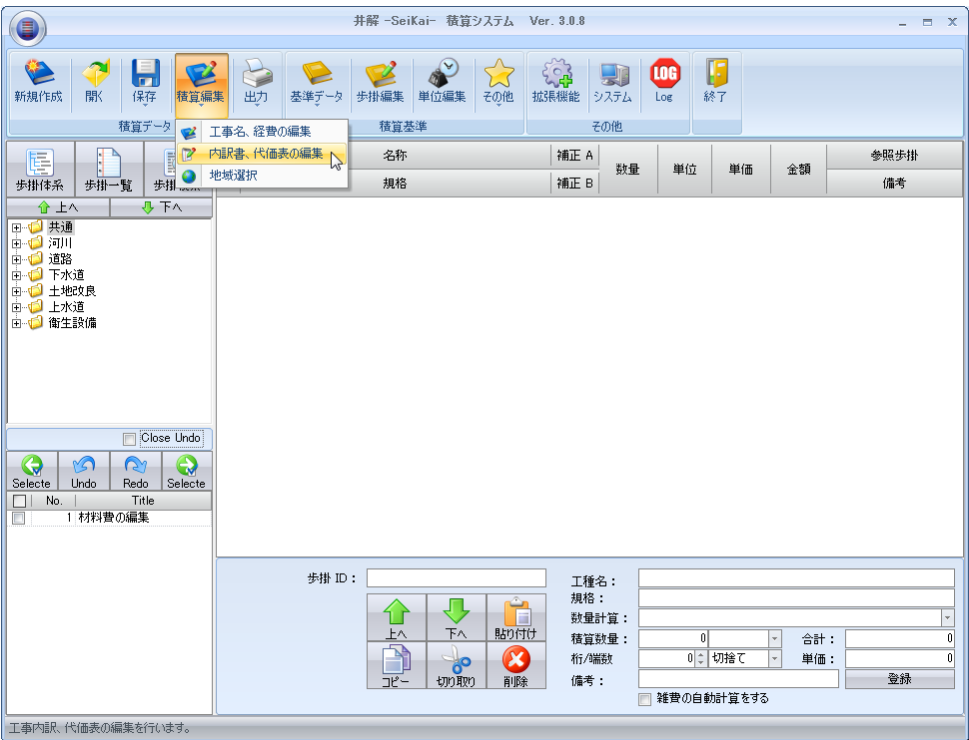 井解 -SeiKai- 積算システム Ver. 3.0.8
新規作成 開く 保存 積算編集 出力 基準データ 歩掛編集 単位編集 その他 拡張機能 システム Log 終了
LOG
積算データ 積算基準 その他
工事名、経費の編集
内訳書、代価表の編集
地域選択
歩掛体系 歩掛一覧
上へ 下へ
名称 補正 A 数量 単位 単価 金額 参照歩掛
規格 補正 B 備考
共通
河川
道路
下水道
土地改良
上水道
衛生設備
Close Undo
Selecte Undo Redo Selecte
No. Title
1 材料費の編集
歩掛 ID:
上へ 下へ 貼り付け
コピー 切り取り 削除
工種名:
規格:
数量計算:
積算数量: 0 合計: 0
桁/端数 0 切捨て 単価: 0
備考: 登録
雑費の自動計算をする
工事内訳、代価表の編集を行います。